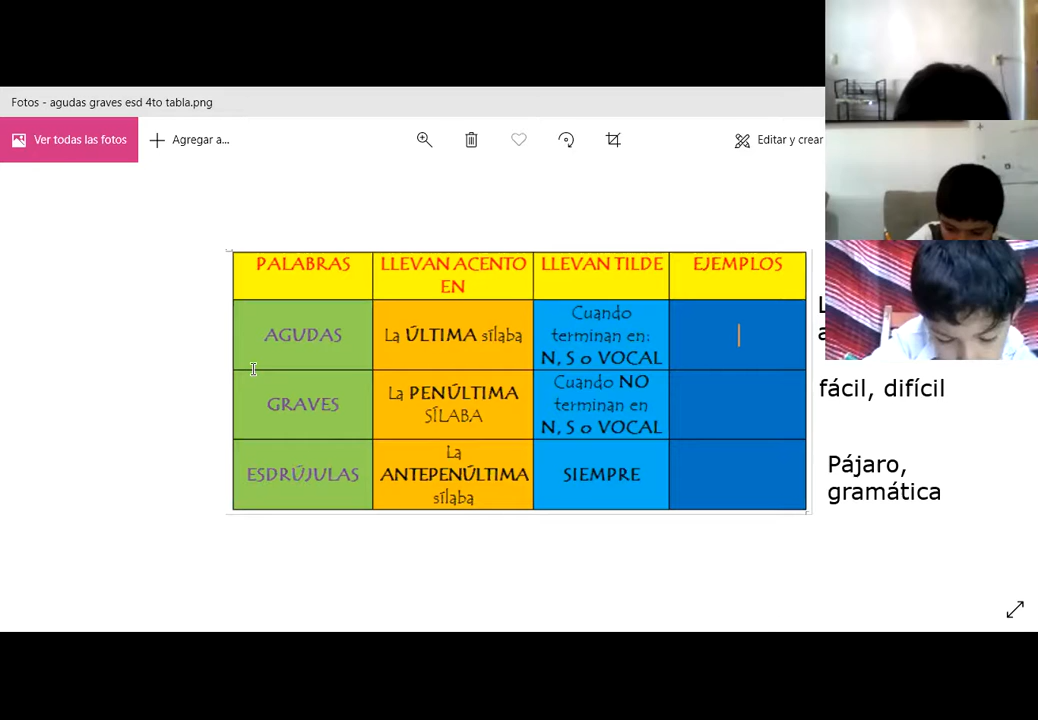 Fotos - agudas graves esd 4to tabla.png
Ver todas las fotos
Agregar a...
Editar y crear
PALABRAS
LLEVAN ACENTO
EN
LLEVAN TILDE
EJEMPLOS
AGUDAS
La ÚLTIMA sílaba
Cuando
terminan en:
N, S o VOCAL
GRAVES
La PENÚLTIMA
SÍLABA
Cuando NO
terminan en
N, S o VOCAL
fácil, difícil
ESDRÚJULAS
La
ANTEPENÚLTIMA
sílaba
SIEMPRE
Pájaro,
gramática